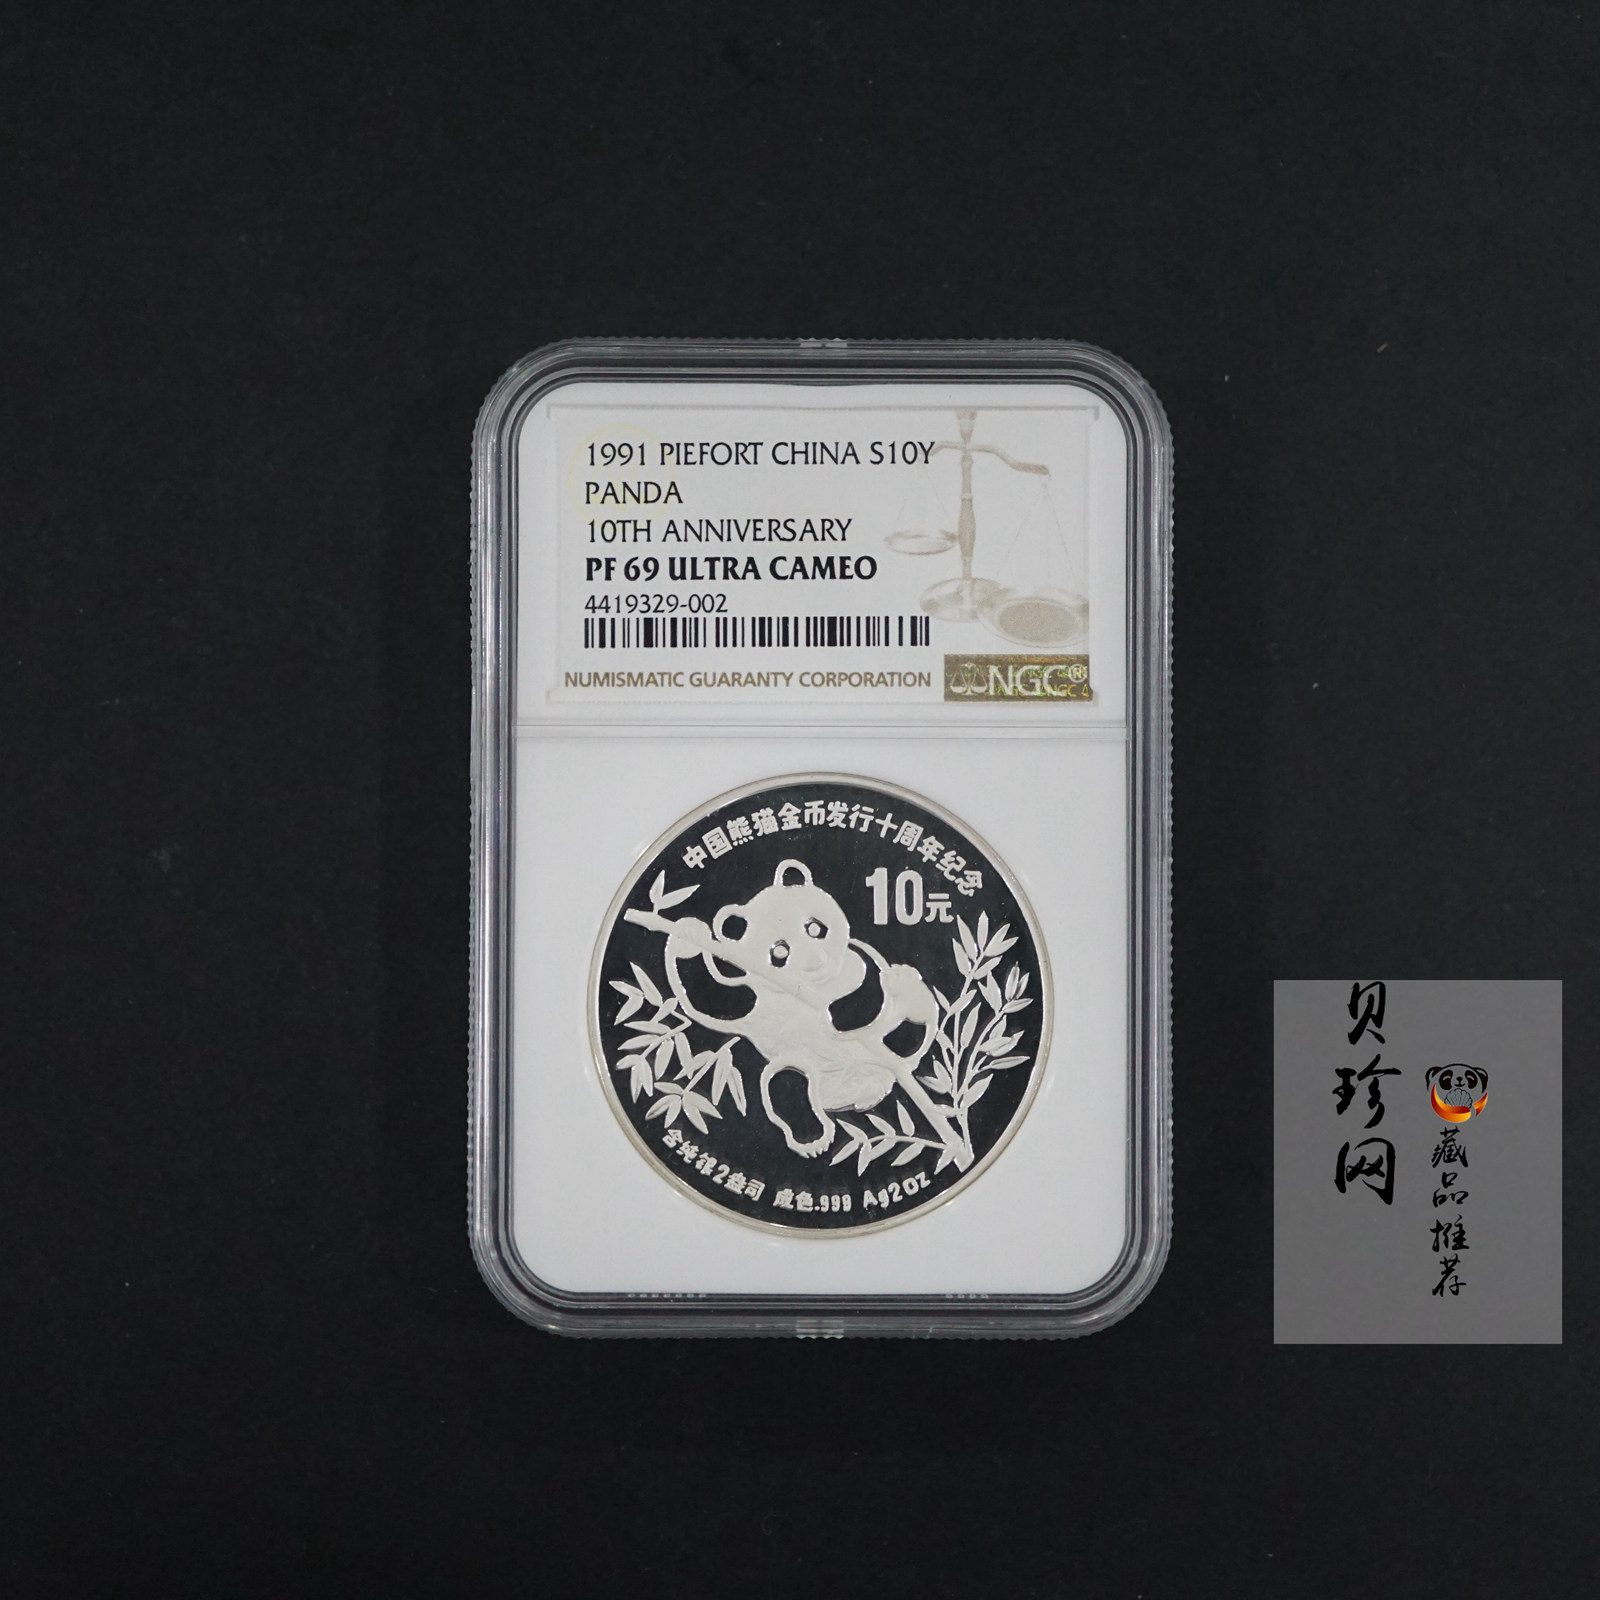 1991 PIEFORT CHINA S10Y
PANDA
10TH ANNIVERSARY
PF 69 ULTRA CAMEO
4419329-002
NUMISMATIC GUARANTY CORPORATION
NGC
中国熊猫金币发行十周年纪念
10元
含纯银2盎司 成色.999 Ag2oz
贝珍网
藏品推荐